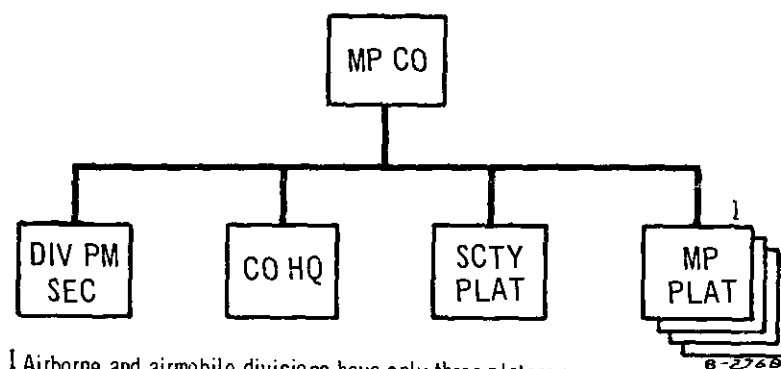 MP CO
DIV PM
SEC
CO HQ
SCTY
PLAT
1
MP
PLAT
1 Airborne and airmobile divisions have only three